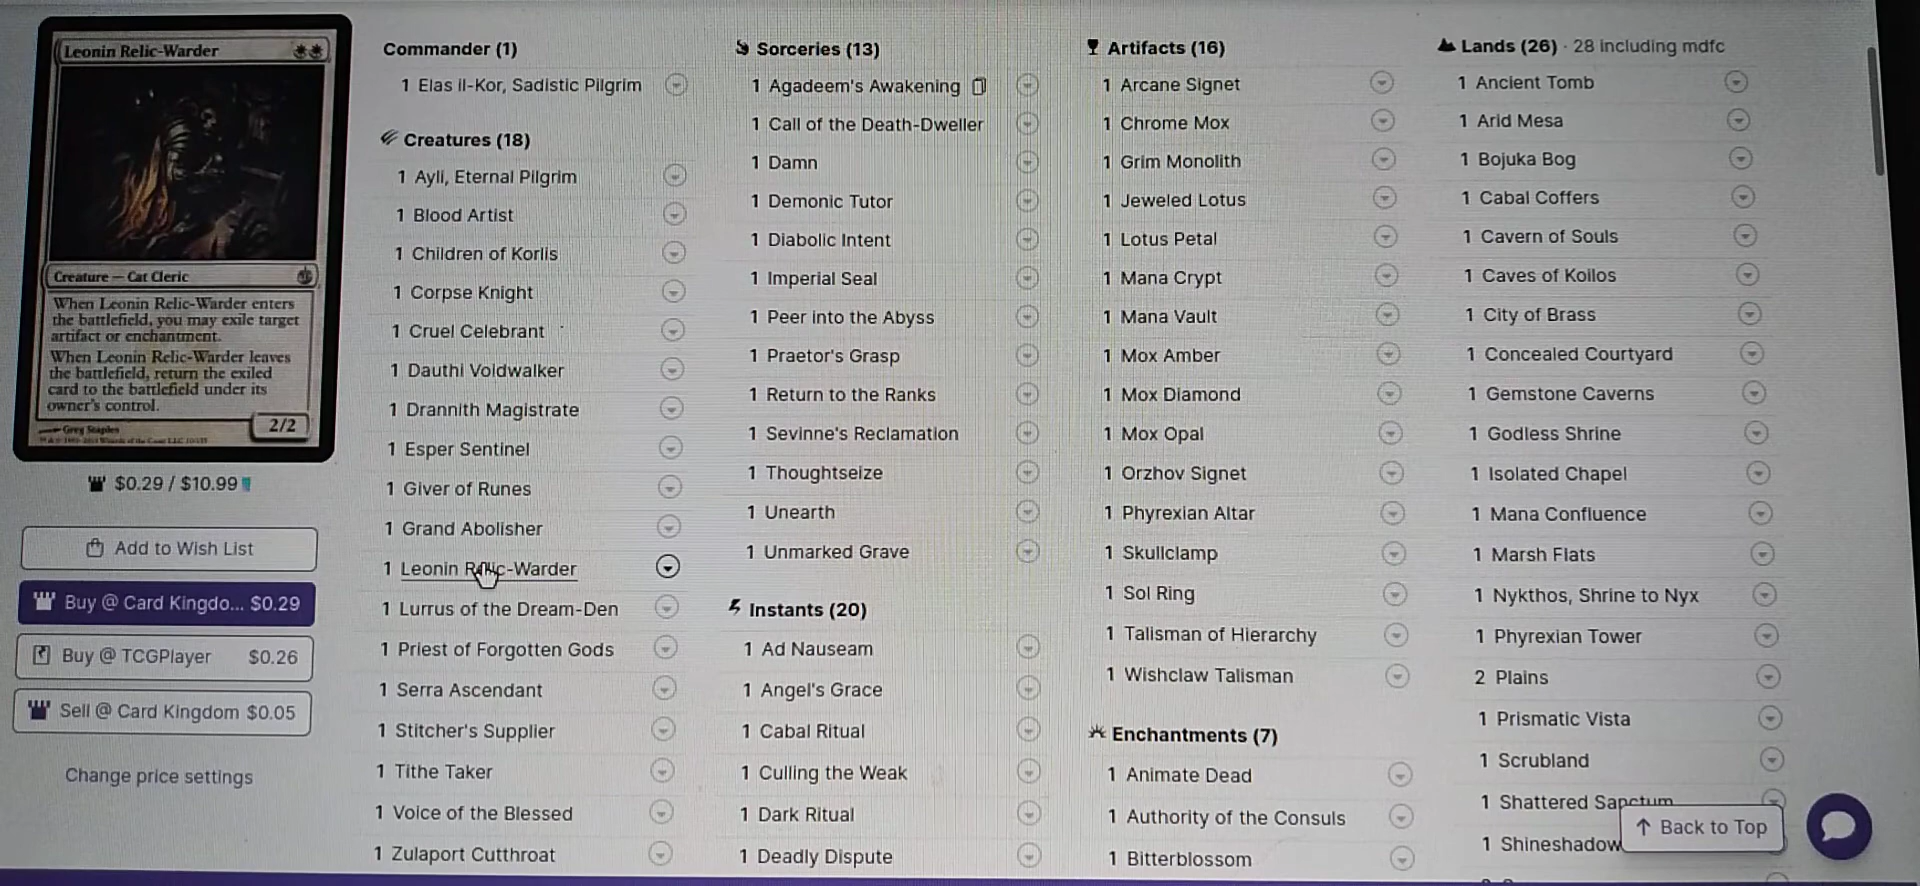 Leonin Relic-Warder
Creature — Cat Cleric
When Leonin Relic-Warder enters
the battlefield, you may exile target
artifact or enchantment.
When Leonin Relic-Warder leaves
the battlefield, return the exiled
card to the battlefield under its
owner's control.
Greg Staples
2/2
$0.29 / $10.99
Add to Wish List
Buy @ Card Kingdo... $0.29
Buy @ TCGPlayer $0.26
Sell @ Card Kingdom $0.05
Change price settings
Commander (1)
1 Elas il-Kor, Sadistic Pilgrim
Creatures (18)
1 Ayli, Eternal Pilgrim
1 Blood Artist
1 Children of Korlis
1 Corpse Knight
1 Cruel Celebrant
1 Dauthi Voidwalker
1 Drannith Magistrate
1 Esper Sentinel
1 Giver of Runes
1 Grand Abolisher
1 Leonin Relic-Warder
1 Lurrus of the Dream-Den
1 Priest of Forgotten Gods
1 Serra Ascendant
1 Stitcher's Supplier
1 Tithe Taker
1 Voice of the Blessed
1 Zulaport Cutthroat
Sorceries (13)
1 Agadeem's Awakening
1 Call of the Death-Dweller
1 Damn
1 Demonic Tutor
1 Diabolic Intent
1 Imperial Seal
1 Peer into the Abyss
1 Praetor's Grasp
1 Return to the Ranks
1 Sevinne's Reclamation
1 Thoughtseize
1 Unearth
1 Unmarked Grave
Instants (20)
1 Ad Nauseam
1 Angel's Grace
1 Cabal Ritual
1 Culling the Weak
1 Dark Ritual
1 Deadly Dispute
Artifacts (16)
1 Arcane Signet
1 Chrome Mox
1 Grim Monolith
1 Jeweled Lotus
1 Lotus Petal
1 Mana Crypt
1 Mana Vault
1 Mox Amber
1 Mox Diamond
1 Mox Opal
1 Orzhov Signet
1 Phyrexian Altar
1 Skullclamp
1 Sol Ring
1 Talisman of Hierarchy
1 Wishclaw Talisman
Enchantments (7)
1 Animate Dead
1 Authority of the Consuls
1 Bitterblossom
Lands (26) · 28 including mdfc
1 Ancient Tomb
1 Arid Mesa
1 Bojuka Bog
1 Cabal Coffers
1 Cavern of Souls
1 Caves of Koilos
1 City of Brass
1 Concealed Courtyard
1 Gemstone Caverns
1 Godless Shrine
1 Isolated Chapel
1 Mana Confluence
1 Marsh Flats
1 Nykthos, Shrine to Nyx
1 Phyrexian Tower
2 Plains
1 Prismatic Vista
1 Scrubland
1 Shattered Sanctum
1 Shineshadow
Back to Top